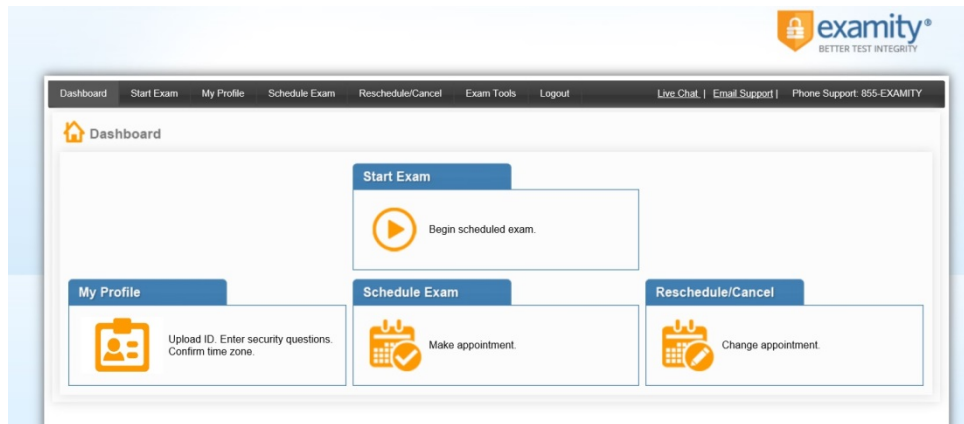 examity®
BETTER TEST INTEGRITY
Dashboard Start Exam My Profile Schedule Exam Reschedule/Cancel Exam Tools Logout Live Chat | Email Support | Phone Support: 855-EXAMITY
Dashboard
Start Exam
Begin scheduled exam.
My Profile
Upload ID. Enter security questions.
Confirm time zone.
Schedule Exam
Make appointment.
Reschedule/Cancel
Change appointment.